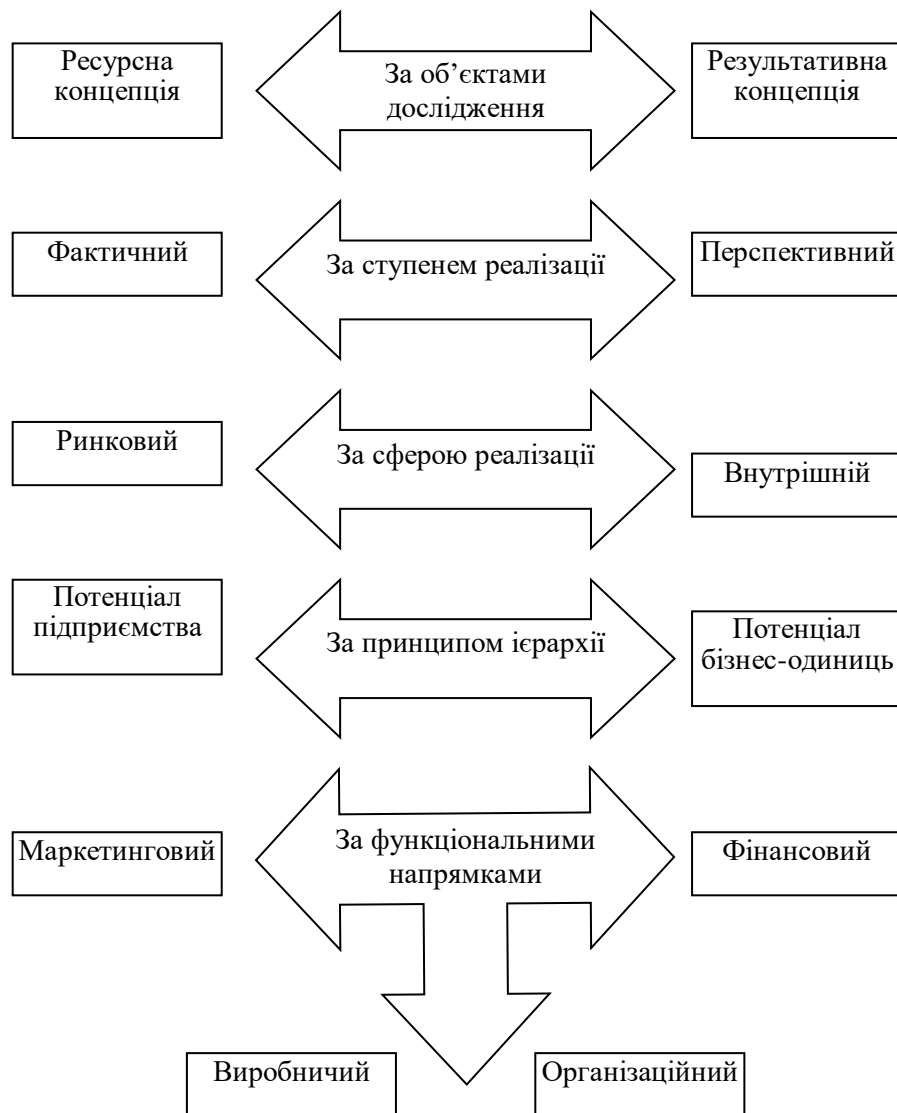 Ресурсна
концепція
За об’єктами
дослідження
Результативна
концепція
Фактичний
За ступенем реалізації
Перспективний
Ринковий
За сферою реалізації
Внутрішній
Потенціал
підприємства
За принципом ієрархії
Потенціал
бізнес-одиниць
Маркетинговий
За функціональними
напрямками
Фінансовий
Виробничий
Організаційний